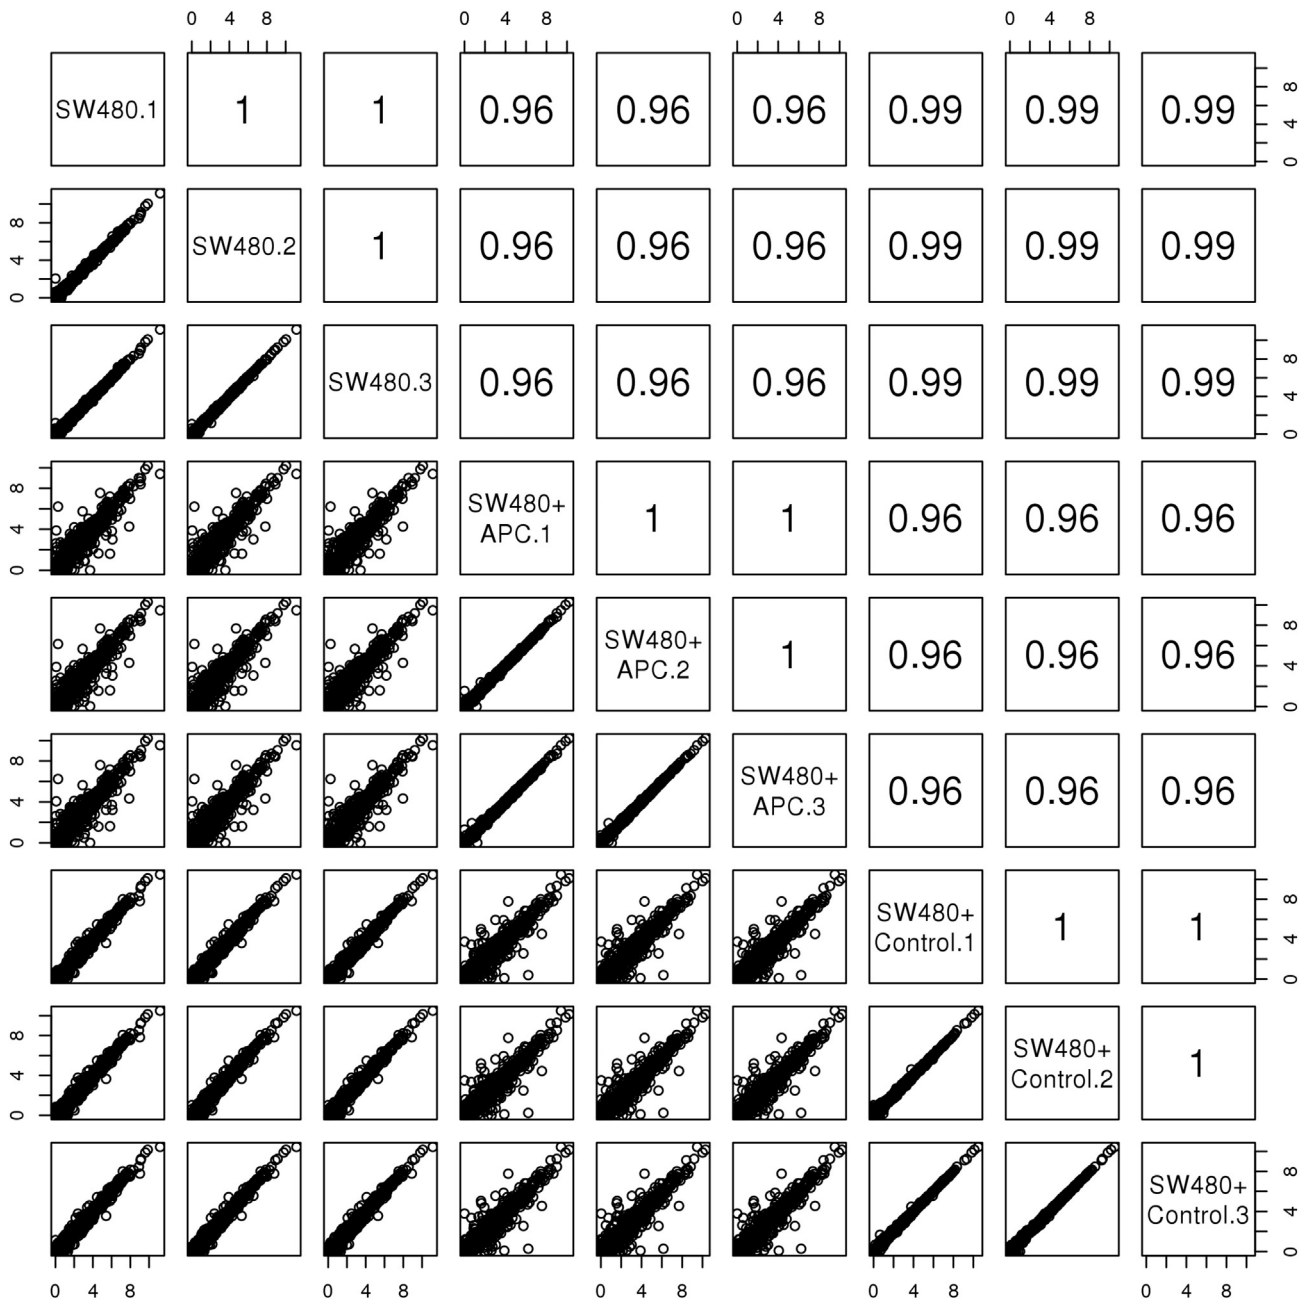 0 4 8 0 4 8 0 4 8 0 4 8
SW480.1 1 1 0.96 0.96 0.96 0.99 0.99 0.99 0 4 8
0 4 8 SW480.2 1 0.96 0.96 0.96 0.99 0.99 0.99
SW480.3 0.96 0.96 0.96 0.99 0.99 0.99 0 4 8
0 4 8 SW480+ 1 1 0.96 0.96 0.96
APC.1
SW480+ 1 0.96 0.96 0.96 0 4 8
APC.2
0 4 8 SW480+ 0.96 0.96 0.96
APC.3
SW480+ 1 1 0 4 8
Control.1
0 4 8 SW480+ 1
Control.2
SW480+ 0 4 8
Control.3
0 4 8 0 4 8 0 4 8 0 4 8 0 4 8